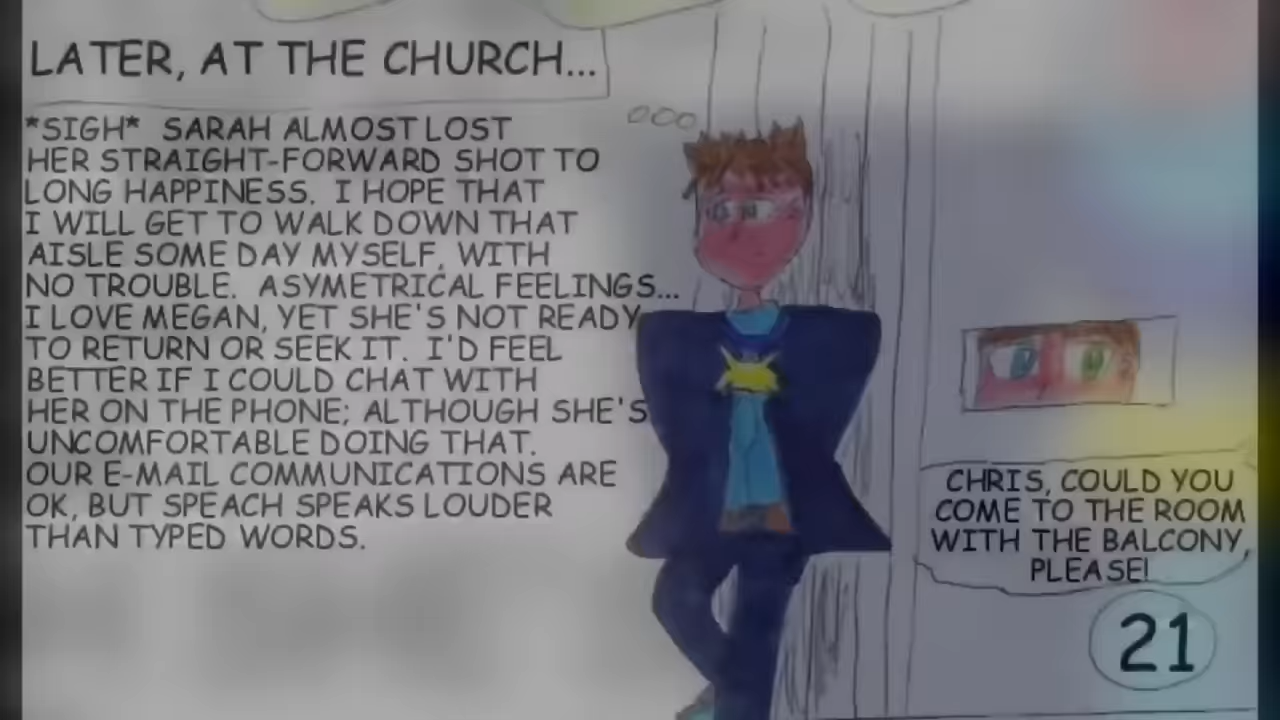 LATER, AT THE CHURCH...
*SIGH* SARAH ALMOST LOST
HER STRAIGHT-FORWARD SHOT TO
LONG HAPPINESS. I HOPE THAT
I WILL GET TO WALK DOWN THAT
AISLE SOME DAY MYSELF, WITH
NO TROUBLE. ASYMETRICAL FEELINGS...
I LOVE MEGAN, YET SHE'S NOT READY
TO RETURN OR SEEK IT. I'D FEEL
BETTER IF I COULD CHAT WITH
HER ON THE PHONE; ALTHOUGH SHE'S
UNCOMFORTABLE DOING THAT.
OUR E-MAIL COMMUNICATIONS ARE
OK, BUT SPEACH SPEAKS LOUDER
THAN TYPED WORDS.
CHRIS, COULD YOU
COME TO THE ROOM
WITH THE BALCONY,
PLEASE!
21